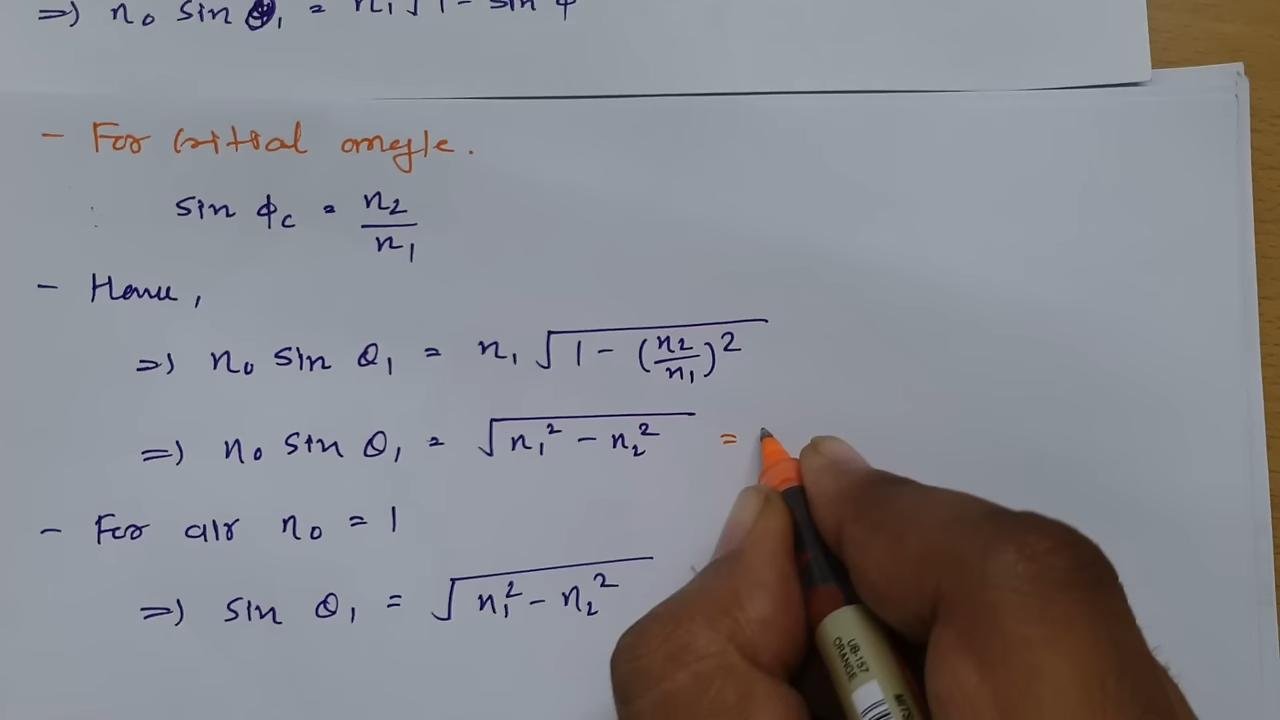 =) n₀ sin θ₁ = n₁√1 - sin φ
- For critical angle.
sin φc = n₂/n₁
- Hence,
=) n₀ sin θ₁ = n₁ √1 - (n₂/n₁)²
=) n₀ sin θ₁ = √n₁² - n₂² =
- For air n₀ = 1
=) sin θ₁ = √n₁² - n₂²
UB-157
ORANGE